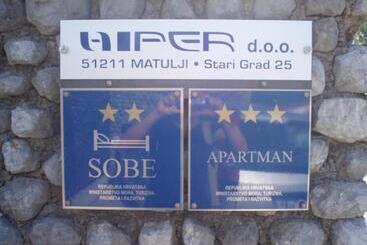 HIPER d.o.o.
51211 MATULJI • Stari Grad 25
SOBE
REPUBLIKA HRVATSKA
MINISTARSTVO MORA, TURIZMA,
PROMETA I RAZVITKA
APARTMAN
REPUBLIKA HRVATSKA
MINISTARSTVO MORA, TURIZMA,
PROMETA I RAZVITKA